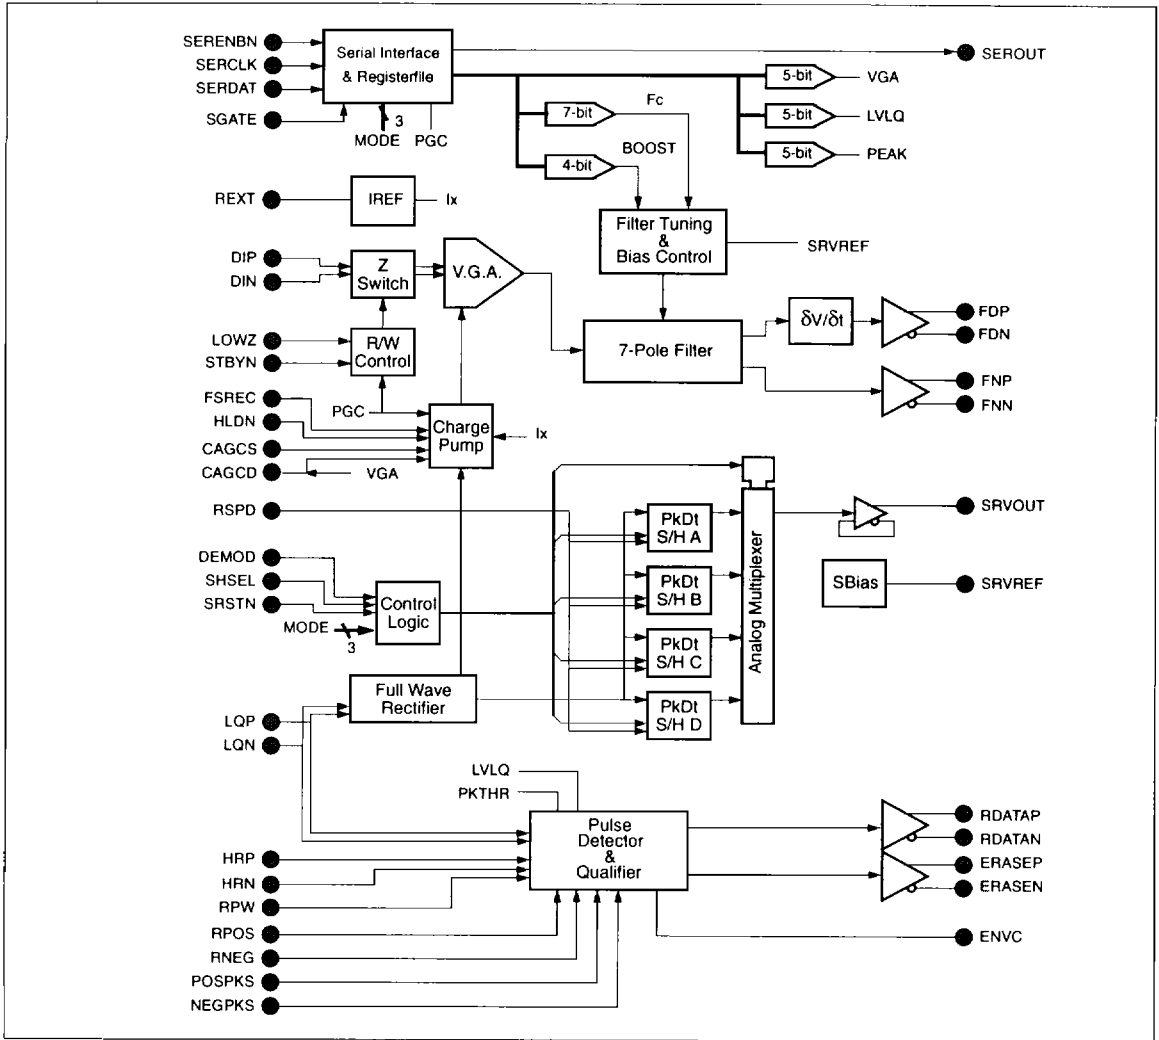 SERENBN
SERCLK
SERDAT
SGATE
Serial Interface
& Registerfile
MODE
3
PGC
SEROUT
7-bit
Fc
4-bit
BOOST
5-bit
VGA
5-bit
LVLQ
5-bit
PEAK
REXT
IREF
Ix
Filter Tuning
&
Bias Control
SRVREF
DIP
DIN
Z
Switch
V.G.A.
LOWZ
STBYN
R/W
Control
7-Pole Filter
δV/δt
FDP
FDN
FNP
FNN
FSREC
HLDN
CAGCS
CAGCD
PGC
VGA
Charge
Pump
Ix
RSPD
DEMOD
SHSEL
SRSTN
MODE
3
Control
Logic
PkDt
S/H A
PkDt
S/H B
PkDt
S/H C
PkDt
S/H D
Analog Multiplexer
SRVOUT
SBias
SRVREF
Full Wave
Rectifier
LQP
LQN
LVLQ
PKTHR
Pulse
Detector
&
Qualifier
HRP
HRN
RPW
RPOS
RNEG
POSPKS
NEGPKS
RDATAP
RDATAN
ERASEP
ERASEN
ENVC